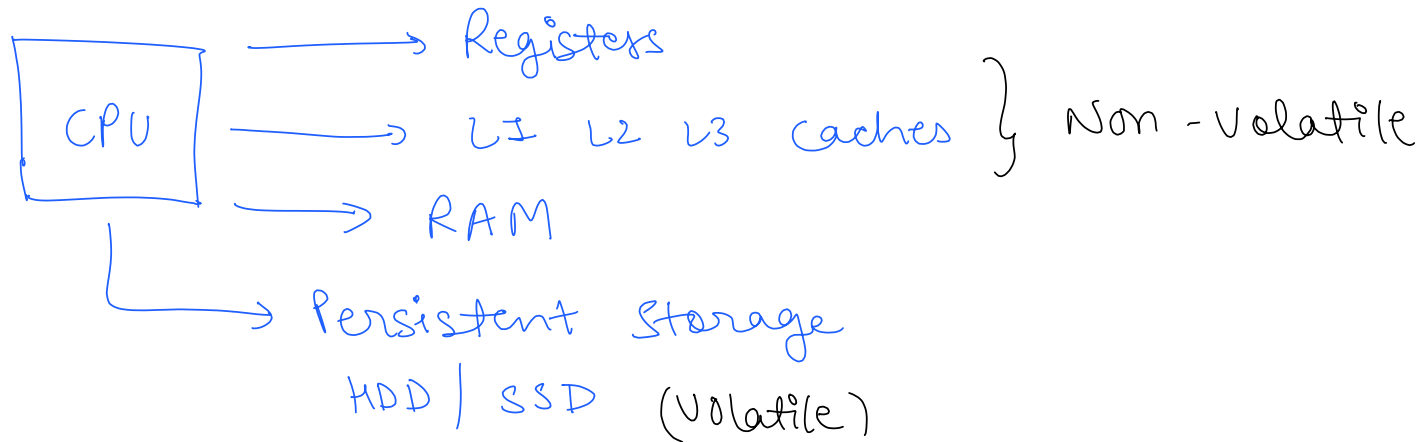 Registers
CPU L1 L2 L3 Caches } Non-Volatile
RAM
Persistent Storage
HDD | SSD (Volatile)